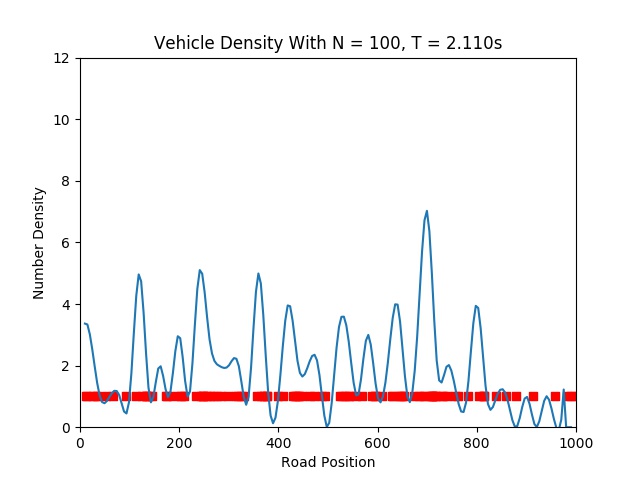 Vehicle Density With N = 100, T = 2.110s
12
10
8
6
4
2
0
Number Density
0 200 400 600 800 1000
Road Position